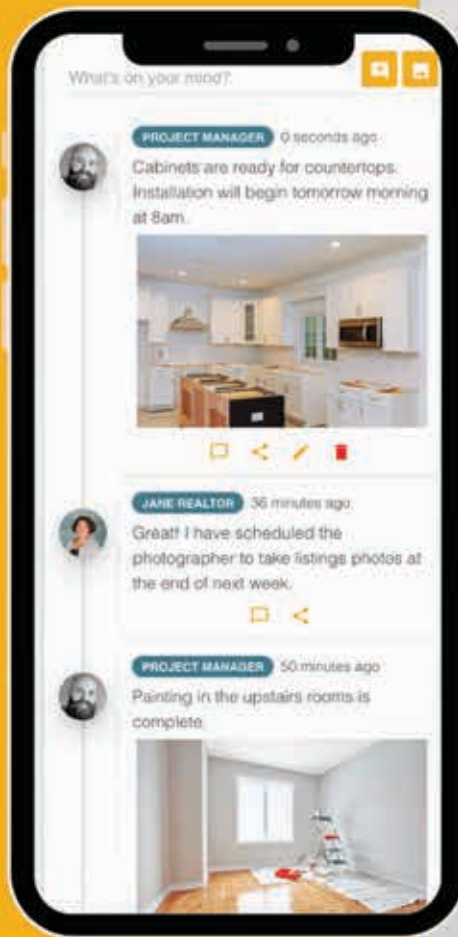 What's on your mind?
PROJECT MANAGER 0 seconds ago
Cabinets are ready for countertops.
Installation will begin tomorrow morning
at 8am.
JANE REALTOR 36 minutes ago
Great! I have scheduled the
photographer to take listings photos at
the end of next week.
PROJECT MANAGER 50 minutes ago
Painting in the upstairs rooms is
complete